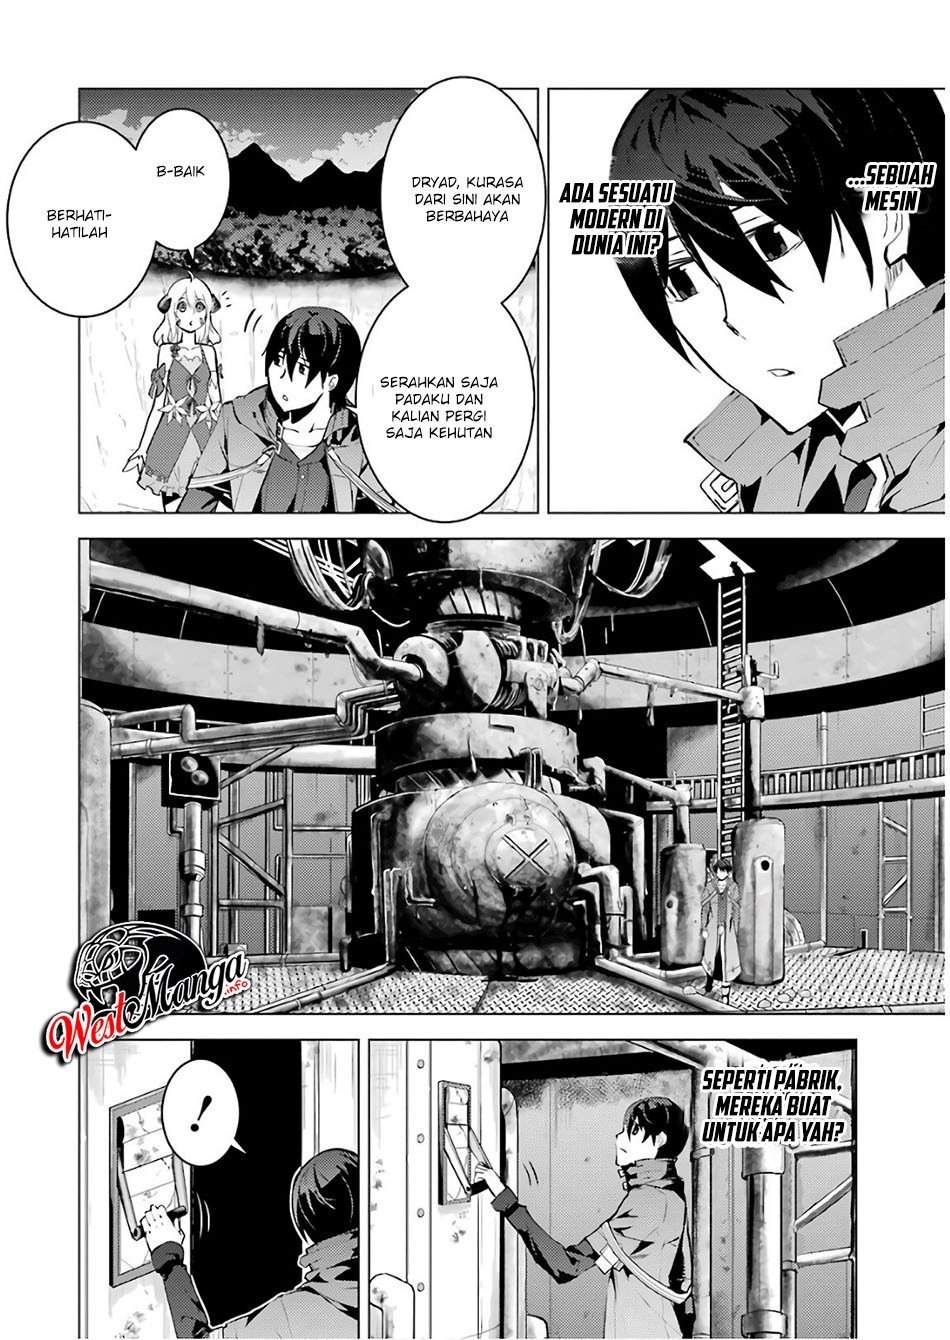 ...SEBUAH
MESIN
ADA SESUATU
MODERN DI
DUNIA INI?
DRYAD, KURASA
DARI SINI AKAN
BERBAHAYA
SERAHKAN SAJA
PADAKU DAN
KALIAN PERGI
SAJA KEHUTAN
B-BAIK
BERHATI-
HATILAH
WestManga
.info
SEPERTI PABRIK,
MEREKA BUAT
UNTUK APA YAH?
!